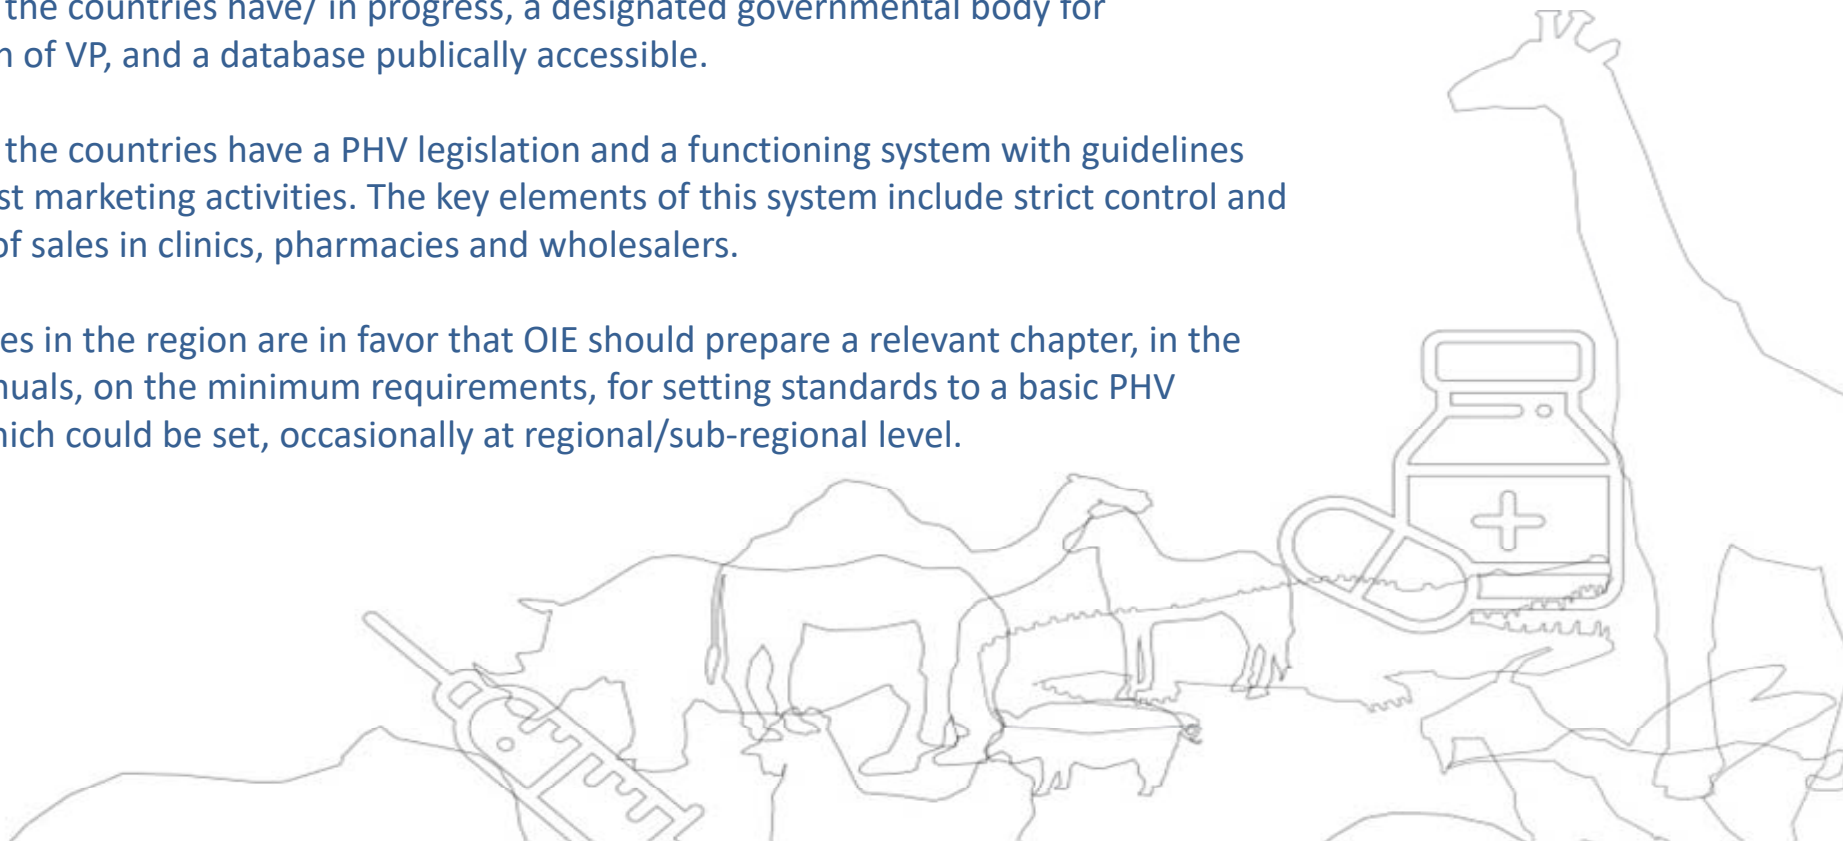 the countries have/ in progress, a designated governmental body for
of VP, and a database publically accessible.
the countries have a PHV legislation and a functioning system with guidelines
marketing activities. The key elements of this system include strict control and
of sales in clinics, pharmacies and wholesalers.
in the region are in favor that OIE should prepare a relevant chapter, in the
on the minimum requirements, for setting standards to a basic PHV
could be set, occasionally at regional/sub-regional level.